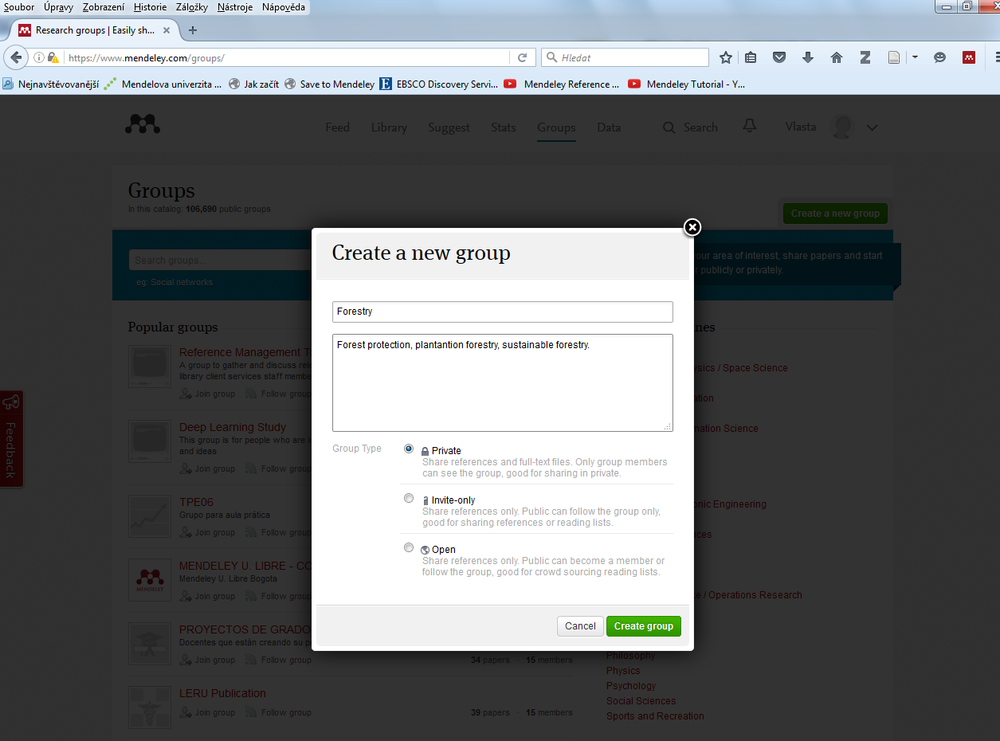 Soubor Úpravy Zobrazení Historie Záložky Nástroje Nápověda
Research groups | Easily sh...
https://www.mendeley.com/groups/
Hledat
Nejnavštěvovanější Mendelova univerzita ... Jak začít Save to Mendeley EBSCO Discovery Servi... Mendeley Reference ... Mendeley Tutorial - Y...
Feed Library Suggest Stats Groups Data Search Vlasta
Groups
In this catalog: 106,690 public groups
Create a new group
Search groups...
eg: Social networks
your area of interest, share papers and start
publicly or privately.
Create a new group
Forestry
Forest protection, plantantion forestry, sustainable forestry.
Group Type
Private
Share references and full-text files. Only group members
can see the group, good for sharing in private.
Invite-only
Share references only. Public can follow the group only,
good for sharing references or reading lists.
Open
Share references only. Public can become a member or
follow the group, good for crowd sourcing reading lists.
Cancel Create group
Popular groups
Reference Management T
A group to gather and discuss rele
library client services staff membe
Join group Follow group
Deep Learning Study
This group is for people who are i
and ideas
Join group Follow group
TPE06
Grupo para aula prática
Join group Follow group
MENDELEY U. LIBRE - CO
Mendeley U. Libre Bogota
MENDELEY
Join group Follow group
PROYECTOS DE GRADO
Docentes que están creando su p
Join group Follow group 34 papers · 15 members
LERU Publication
Join group Follow group 39 papers · 15 members
nes
ysics / Space Science
tion
mation Science
onic Engineering
ces
e / Operations Research
Philosophy
Physics
Psychology
Social Sciences
Sports and Recreation
Feedback